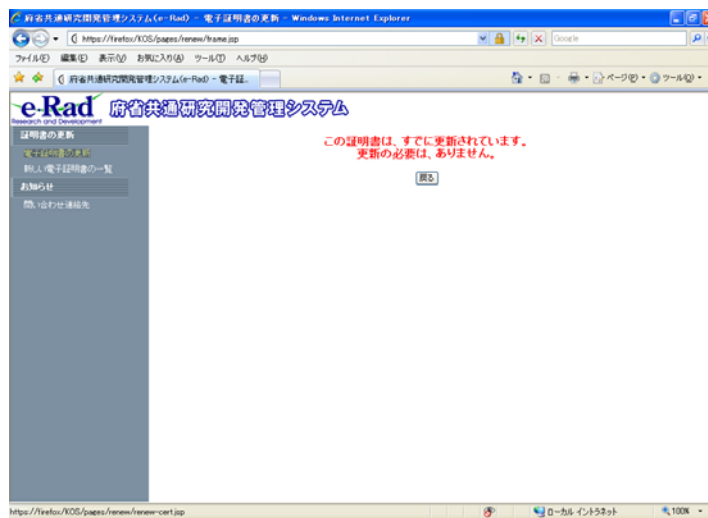 府省共通研究開発管理システム(e-Rad) - 電子証明書の更新 - Windows Internet Explorer
https://firefox/KOS/pages/renew/frame.jsp
Google
ファイル(F) 編集(E) 表示(V) お気に入り(A) ツール(T) ヘルプ(H)
府省共通研究開発管理システム(e-Rad) - 電子証...
ページ(P) ツール(O)
e-Rad 府省共通研究開発管理システム
Research and Development
証明書の更新
電子証明書の更新
新しい電子証明書の一覧
お知らせ
問い合わせ連絡先
この証明書は、すでに更新されています。
更新の必要は、ありません。
戻る
https://firefox/KOS/pages/renew/renew-cert.jsp
ローカル イントラネット
100%